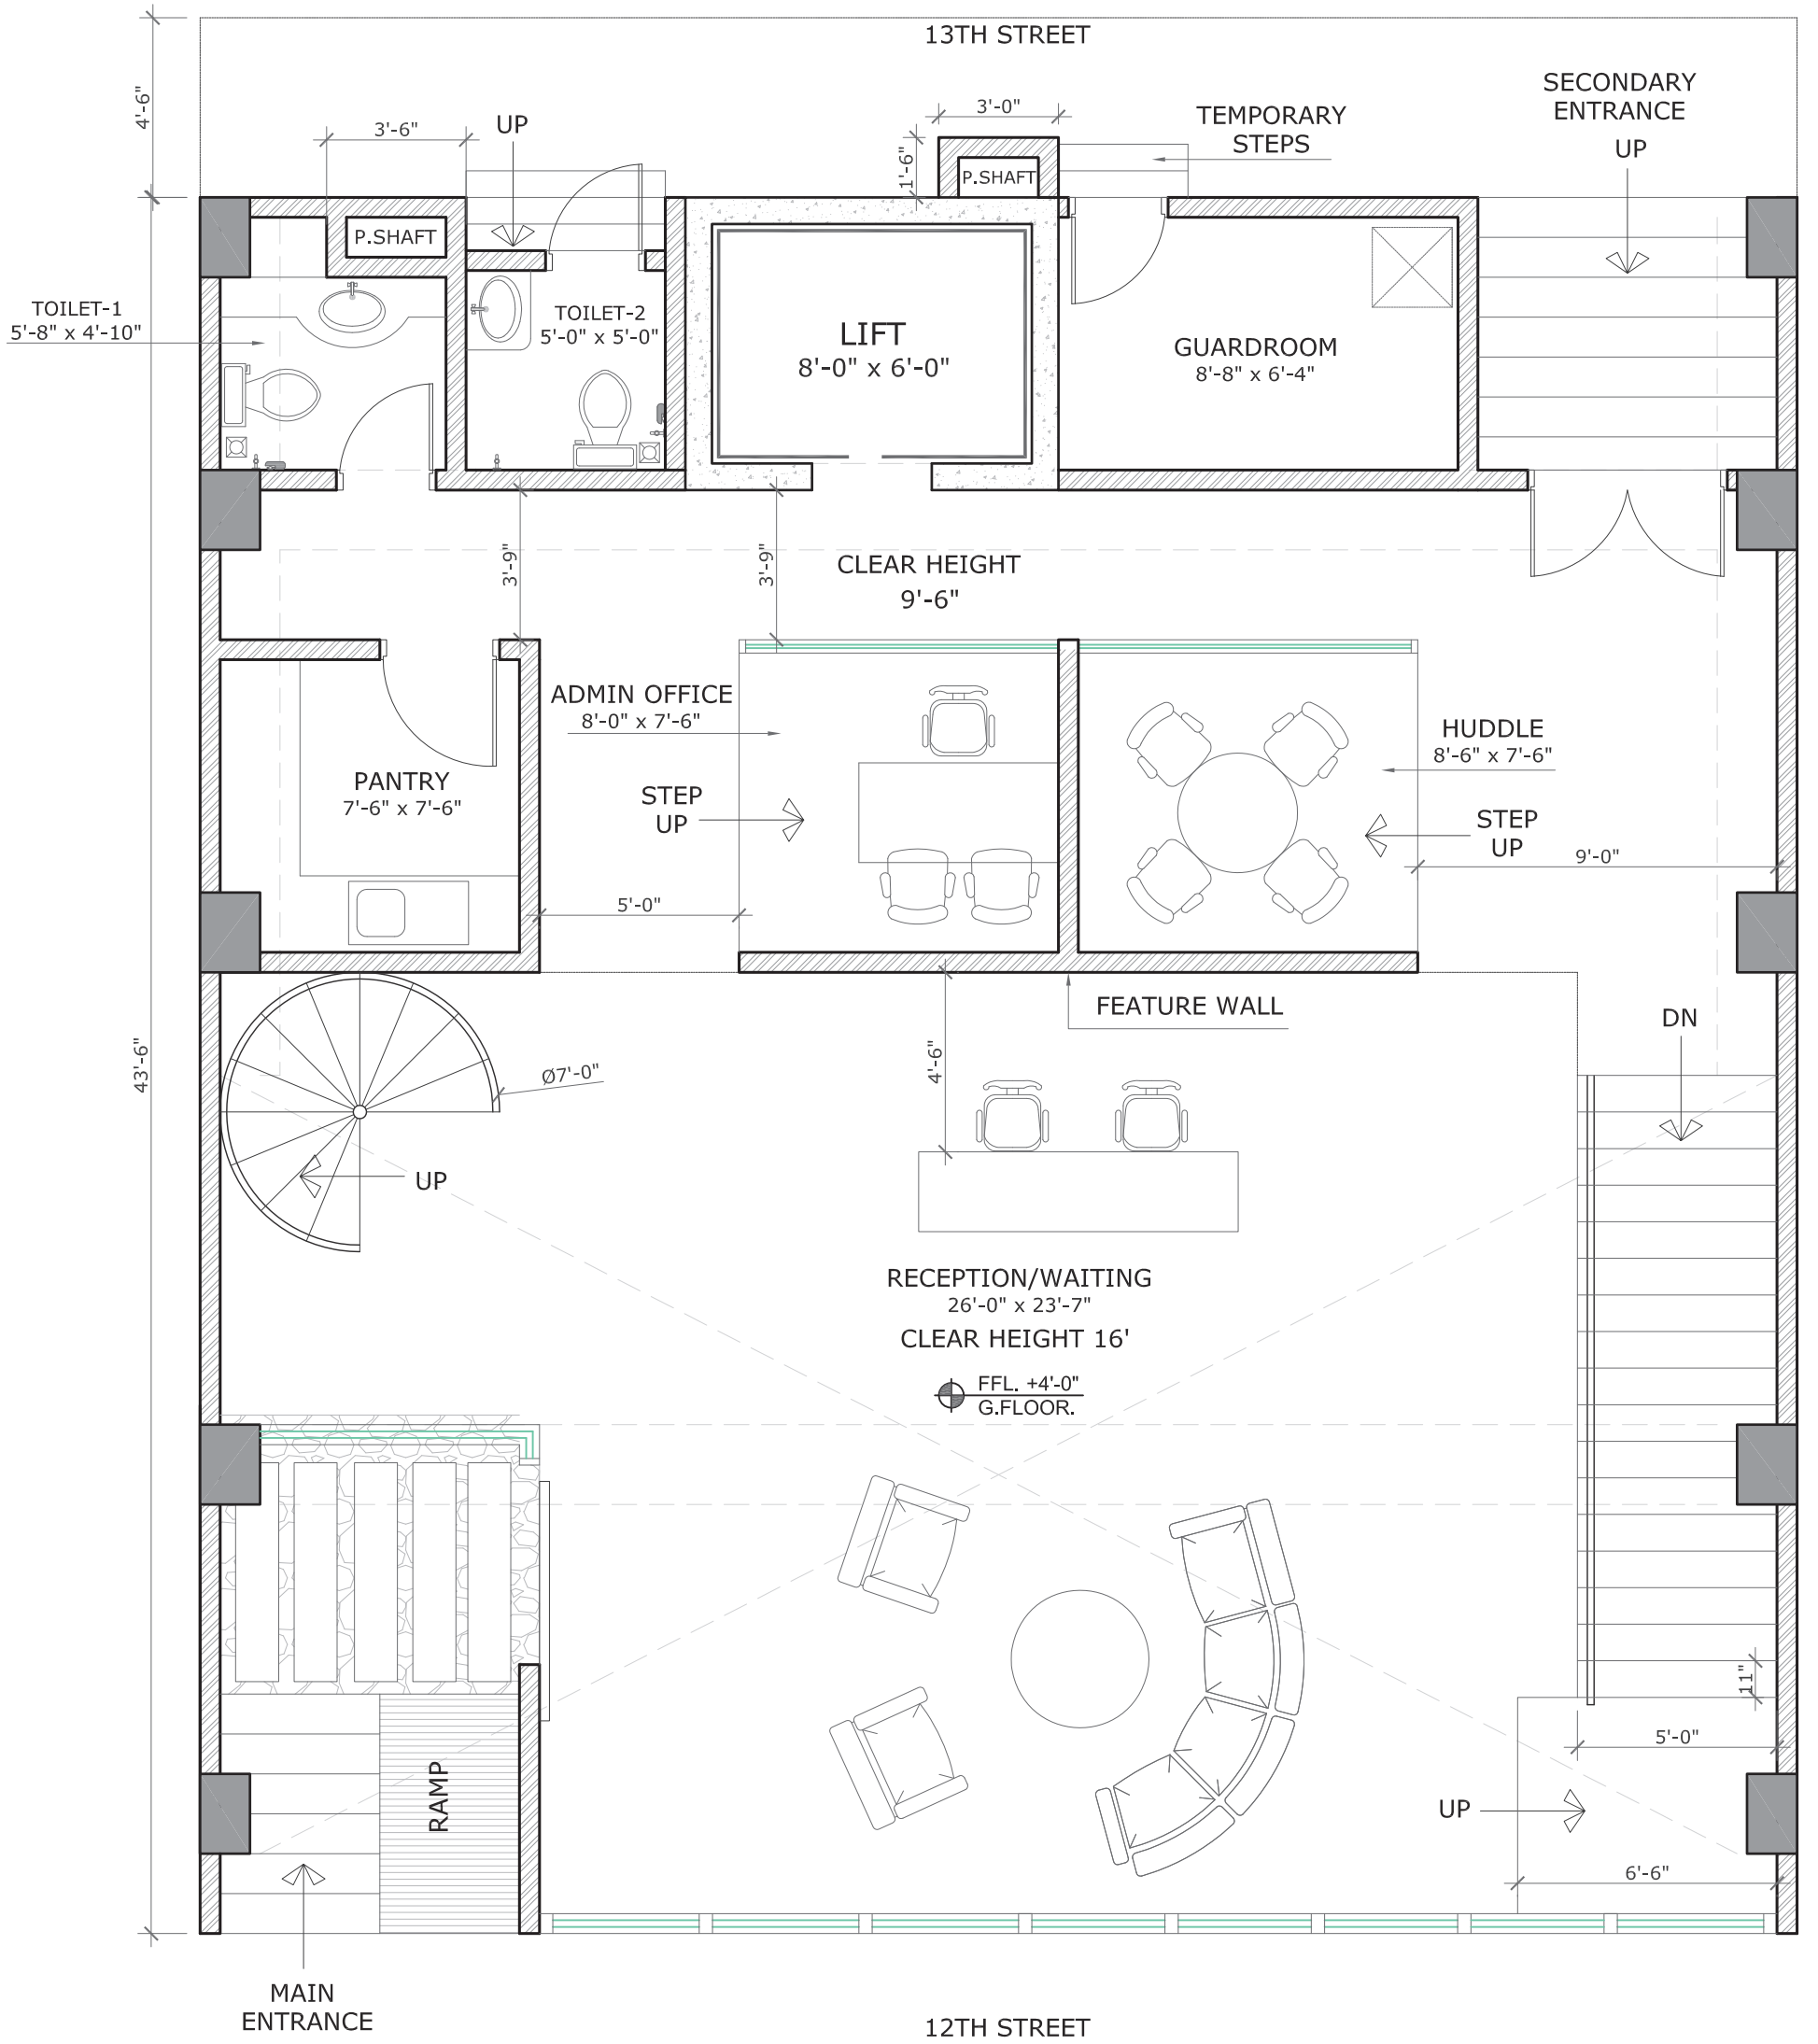 13TH STREET
4'-6"
3'-6"
UP
3'-0"
1'-6"
P.SHAFT
TEMPORARY
STEPS
SECONDARY
ENTRANCE
UP
P.SHAFT
TOILET-1
5'-8" x 4'-10"
TOILET-2
5'-0" x 5'-0"
LIFT
8'-0" x 6'-0"
GUARDROOM
8'-8" x 6'-4"
3'-9"
3'-9"
CLEAR HEIGHT
9'-6"
ADMIN OFFICE
8'-0" x 7'-6"
HUDDLE
8'-6" x 7'-6"
PANTRY
7'-6" x 7'-6"
STEP
UP
STEP
UP
9'-0"
5'-0"
FEATURE WALL
DN
43'-6"
4'-6"
Ø7'-0"
UP
RECEPTION/WAITING
26'-0" x 23'-7"
CLEAR HEIGHT 16'
FFL. +4'-0"
G.FLOOR.
11"
5'-0"
RAMP
UP
6'-6"
MAIN
ENTRANCE
12TH STREET